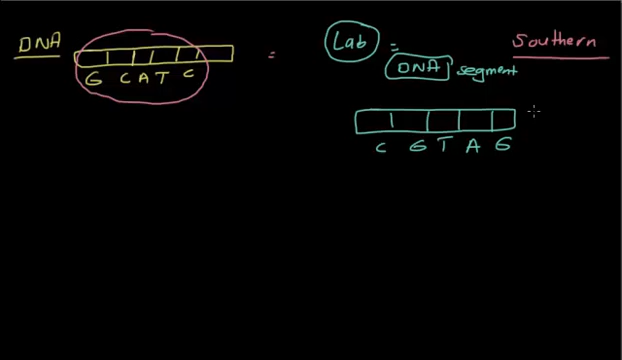 DNA
G C A T C
=
Lab =
DNA segment
C G T A G
Southern